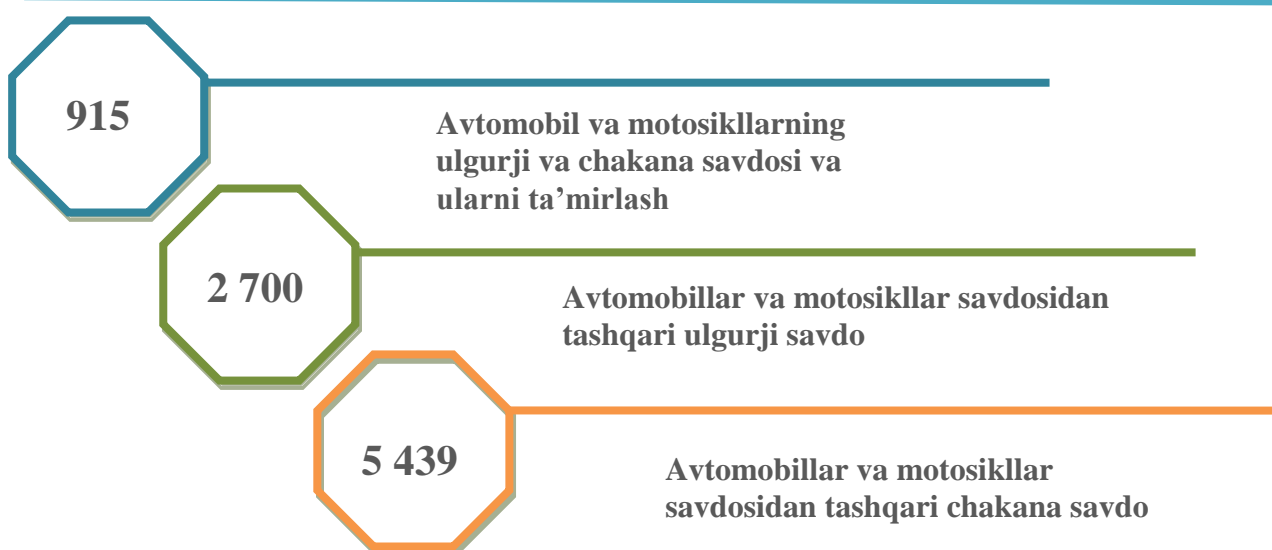 915
Avtomobil va motosikllarning
ulgurji va chakana savdosi va
ularni ta’mirlash
2 700
Avtomobillar va motosikllar savdosidan
tashqari ulgurji savdo
5 439
Avtomobillar va motosikllar
savdosidan tashqari chakana savdo